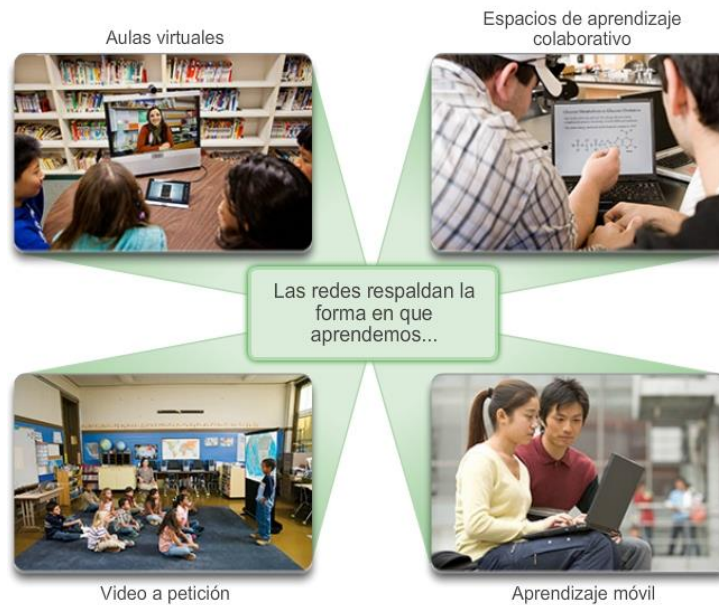 Aulas virtuales
Espacios de aprendizaje
colaborativo
Las redes respaldan la
forma en que
aprendemos...
Video a petición
Aprendizaje móvil